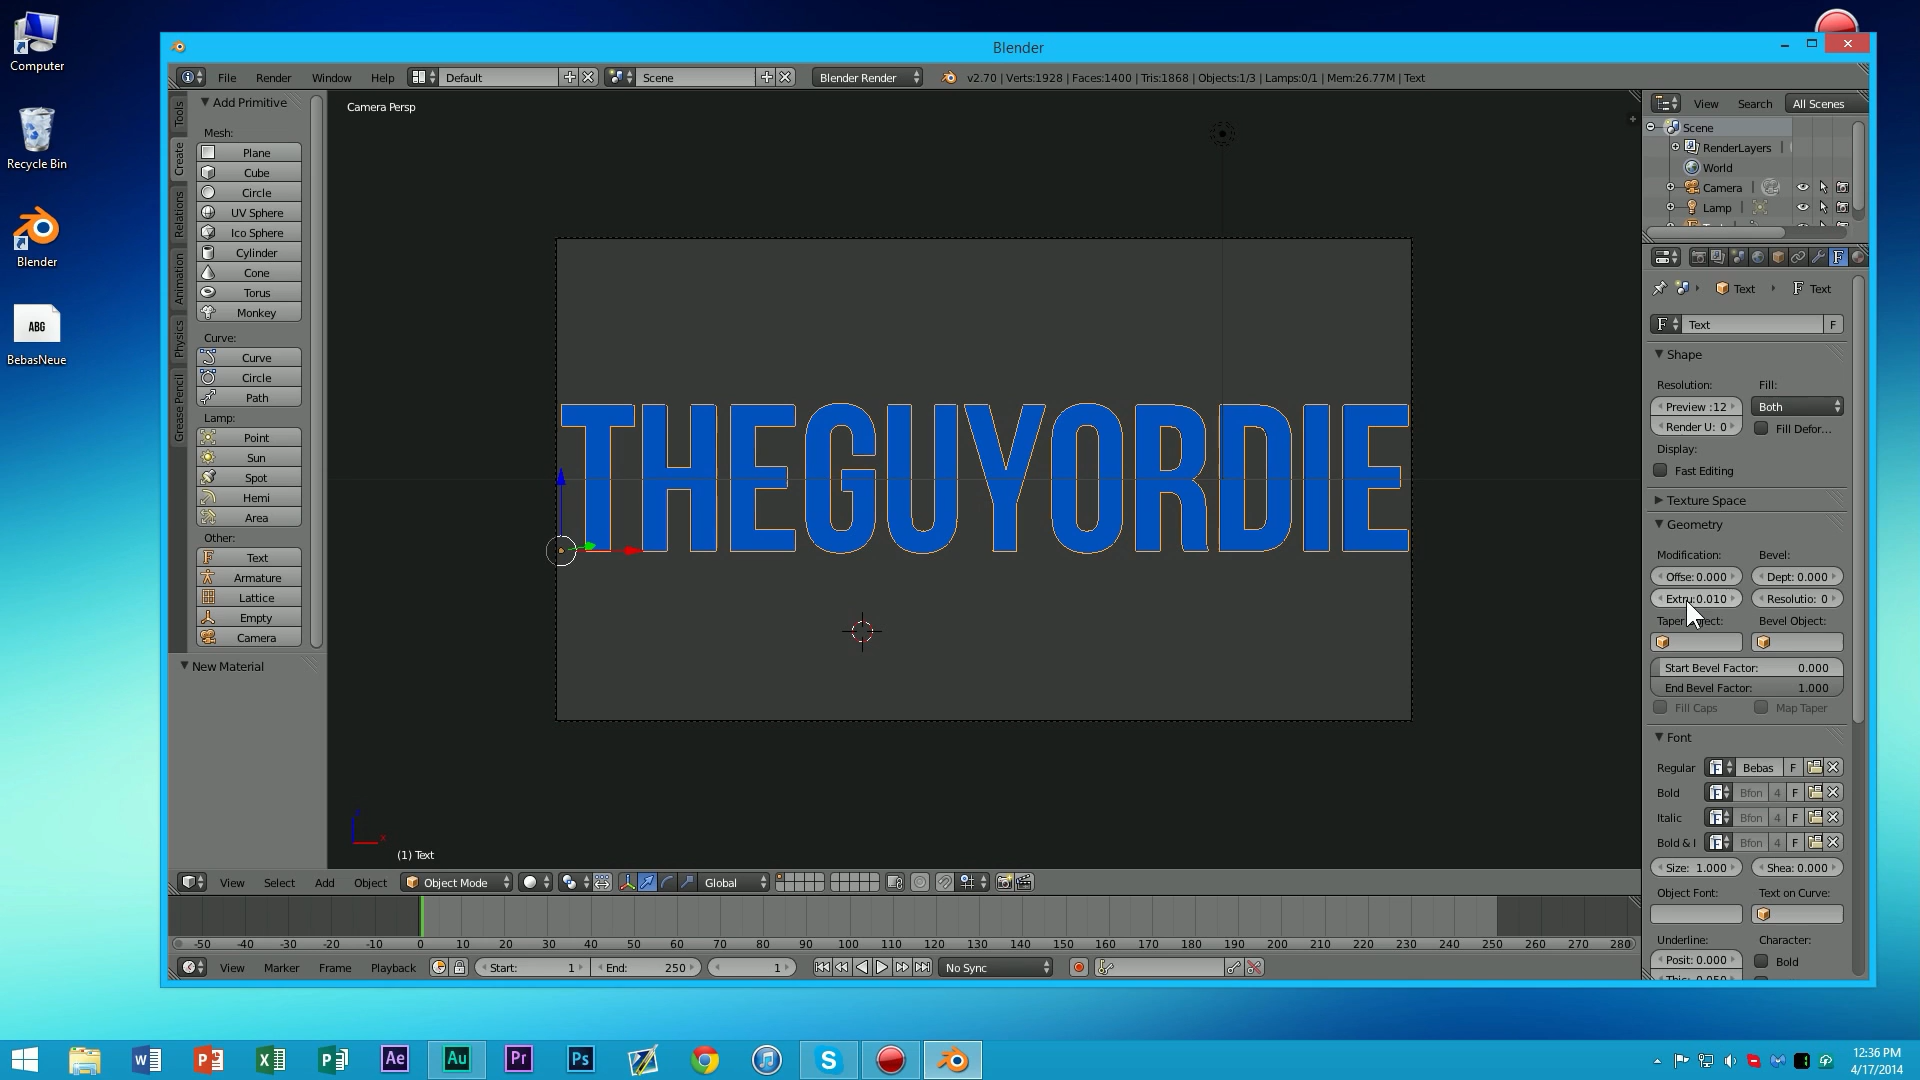 Computer
Recycle Bin
Blender
ABG
BebasNeue
Blender
File Render Window Help Default Scene Blender Render v2.70 | Verts:1928 | Faces:1400 | Tris:1868 | Objects:1/3 | Lamps:0/1 | Mem:26.77M | Text
Tools
Create
Relations
Animation
Physics
Grease Pencil
Add Primitive
Mesh:
Plane
Cube
Circle
UV Sphere
Ico Sphere
Cylinder
Cone
Torus
Monkey
Curve:
Curve
Circle
Path
Lamp:
Point
Sun
Spot
Hemi
Area
Other:
Text
Armature
Lattice
Empty
Camera
New Material
Camera Persp
THEGUYORDIE
x
(1) Text
View Select Add Object Object Mode Global
-50 -40 -30 -20 -10 0 10 20 30 40 50 60 70 80 90 100 110 120 130 140 150 160 170 180 190 200 210 220 230 240 250 260 270 280
View Marker Frame Playback Start: 1 End: 250 1 No Sync
View Search All Scenes
Scene
RenderLayers
World
Camera
Lamp
F
Text Text
F Text F
Shape
Resolution: Fill:
Preview :12 Both
Render U: 0 Fill Defor...
Display:
Fast Editing
Texture Space
Geometry
Modification: Bevel:
Offse: 0.000 Dept: 0.000
Extru:0.010 Resolutio: 0
Bevel Object:
Start Bevel Factor: 0.000
End Bevel Factor: 1.000
Fill Caps Map Taper
Font
Regular F Bebas F
Bold F Bfon 4 F
Italic F Bfon 4 F
Bold & I F Bfon 4 F
Size: 1.000 Shea: 0.000
Object Font: Text on Curve:
Underline: Character:
Posit: 0.000 Bold
Ae Au Pr Ps
12:36 PM
4/17/2014